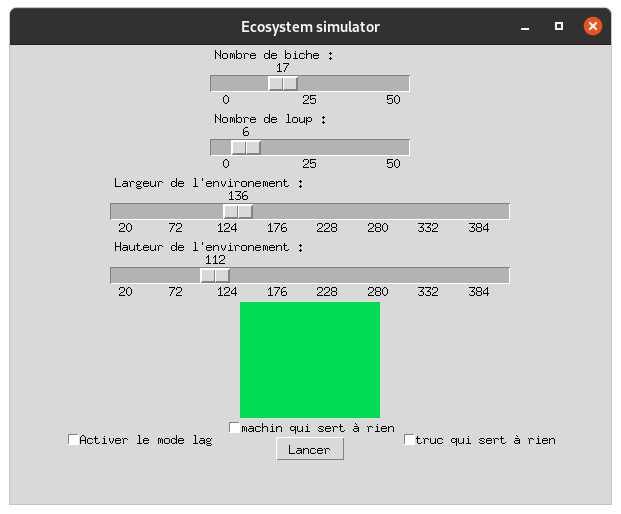 Ecosystem simulator
Nombre de biche :
17
0 25 50
Nombre de loup :
6
0 25 50
Largeur de l'environement :
136
20 72 124 176 228 280 332 384
Hauteur de l'environement :
112
20 72 124 176 228 280 332 384
machin qui sert à rien
Activer le mode lag
truc qui sert à rien
Lancer